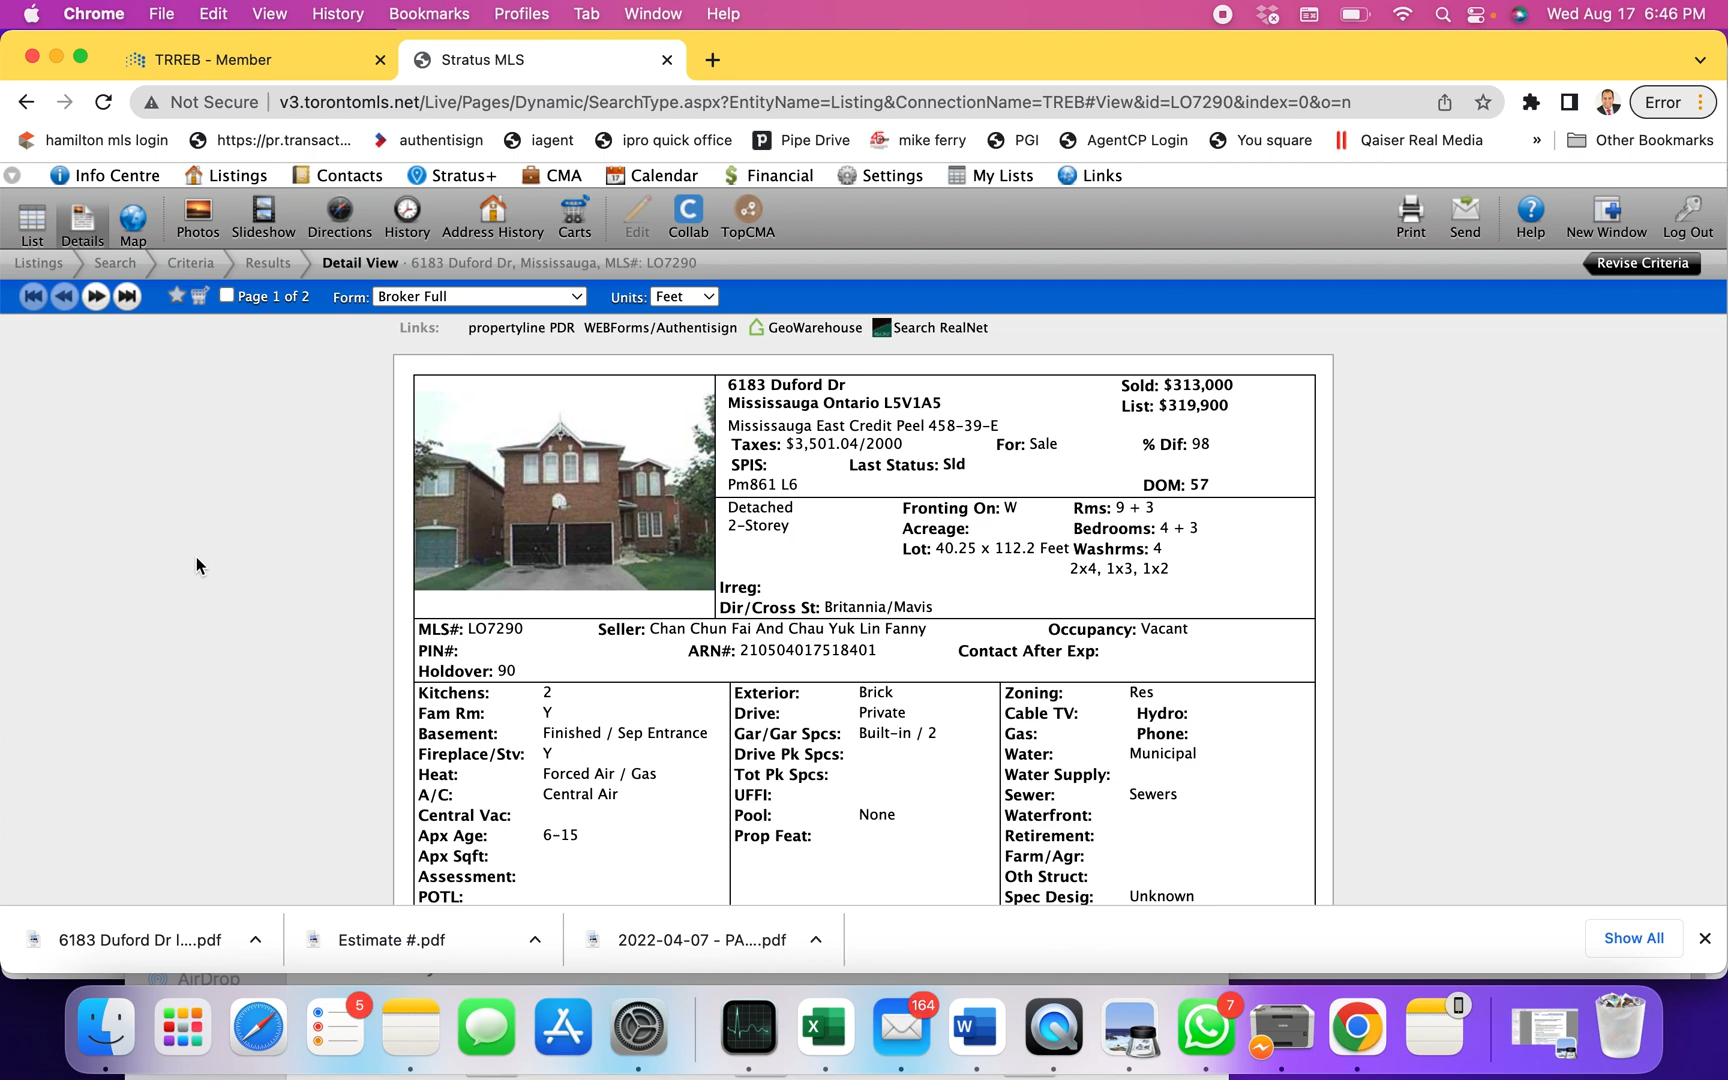 Chrome File Edit View History Bookmarks Profiles Tab Window Help Wed Aug 17 6:46 PM
TRREB - Member Stratus MLS
Not Secure v3.torontomls.net/Live/Pages/Dynamic/SearchType.aspx?EntityName=Listing&ConnectionName=TREB#View&id=LO7290&index=0&o=n Error
hamilton mls login https://pr.transact... authentisign iagent ipro quick office Pipe Drive mike ferry PGI AgentCP Login You square Qaiser Real Media » Other Bookmarks
Info Centre Listings Contacts Stratus+ CMA Calendar Financial Settings My Lists Links
List Details Map Photos Slideshow Directions History Address History Carts Edit Collab TopCMA Print Send Help New Window Log Out
Listings Search Criteria Results Detail View · 6183 Duford Dr, Mississauga, MLS#: LO7290 Revise Criteria
Page 1 of 2 Form: Broker Full Units: Feet
Links: propertyline PDR WEBForms/Authentisign GeoWarehouse Search RealNet
6183 Duford Dr Sold: $313,000
Mississauga Ontario L5V1A5 List: $319,900
Mississauga East Credit Peel 458-39-E
Taxes: $3,501.04/2000 For: Sale % Dif: 98
SPIS: Last Status: Sld
Pm861 L6 DOM: 57
Detached Fronting On: W Rms: 9 + 3
2-Storey Acreage: Bedrooms: 4 + 3
Lot: 40.25 x 112.2 Feet Washrms: 4
2x4, 1x3, 1x2
Irreg:
Dir/Cross St: Britannia/Mavis
MLS#: LO7290 Seller: Chan Chun Fai And Chau Yuk Lin Fanny Occupancy: Vacant
PIN#: ARN#: 210504017518401 Contact After Exp:
Holdover: 90
Kitchens: 2 Exterior: Brick Zoning: Res
Fam Rm: Y Drive: Private Cable TV: Hydro:
Basement: Finished / Sep Entrance Gar/Gar Spcs: Built-in / 2 Gas: Phone:
Fireplace/Stv: Y Drive Pk Spcs: Water: Municipal
Heat: Forced Air / Gas Tot Pk Spcs: Water Supply:
A/C: Central Air UFFI: Sewer: Sewers
Central Vac: Pool: None Waterfront:
Apx Age: 6-15 Prop Feat: Retirement:
Apx Sqft: Farm/Agr:
Assessment: Oth Struct:
POTL: Spec Desig: Unknown
6183 Duford Dr l....pdf Estimate #.pdf 2022-04-07 - PA....pdf Show All
AirDrop
5 164 7